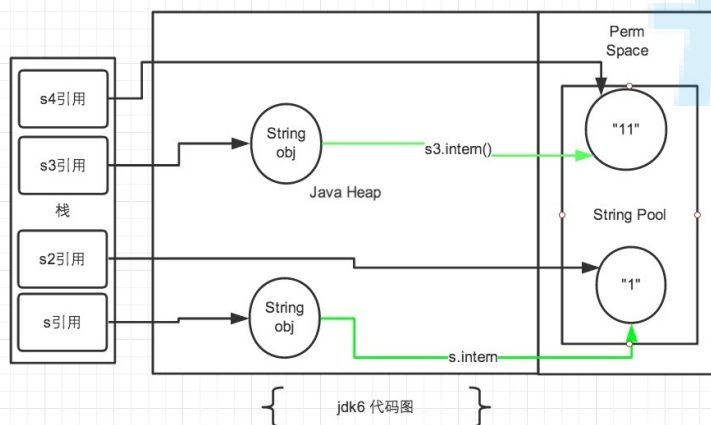 Perm
Space
s4引用
String
obj
"11"
s3.intern()
s3引用
Java Heap
栈
String Pool
s2引用
"1"
String
obj
s引用
s.intern
jdk6 代码图